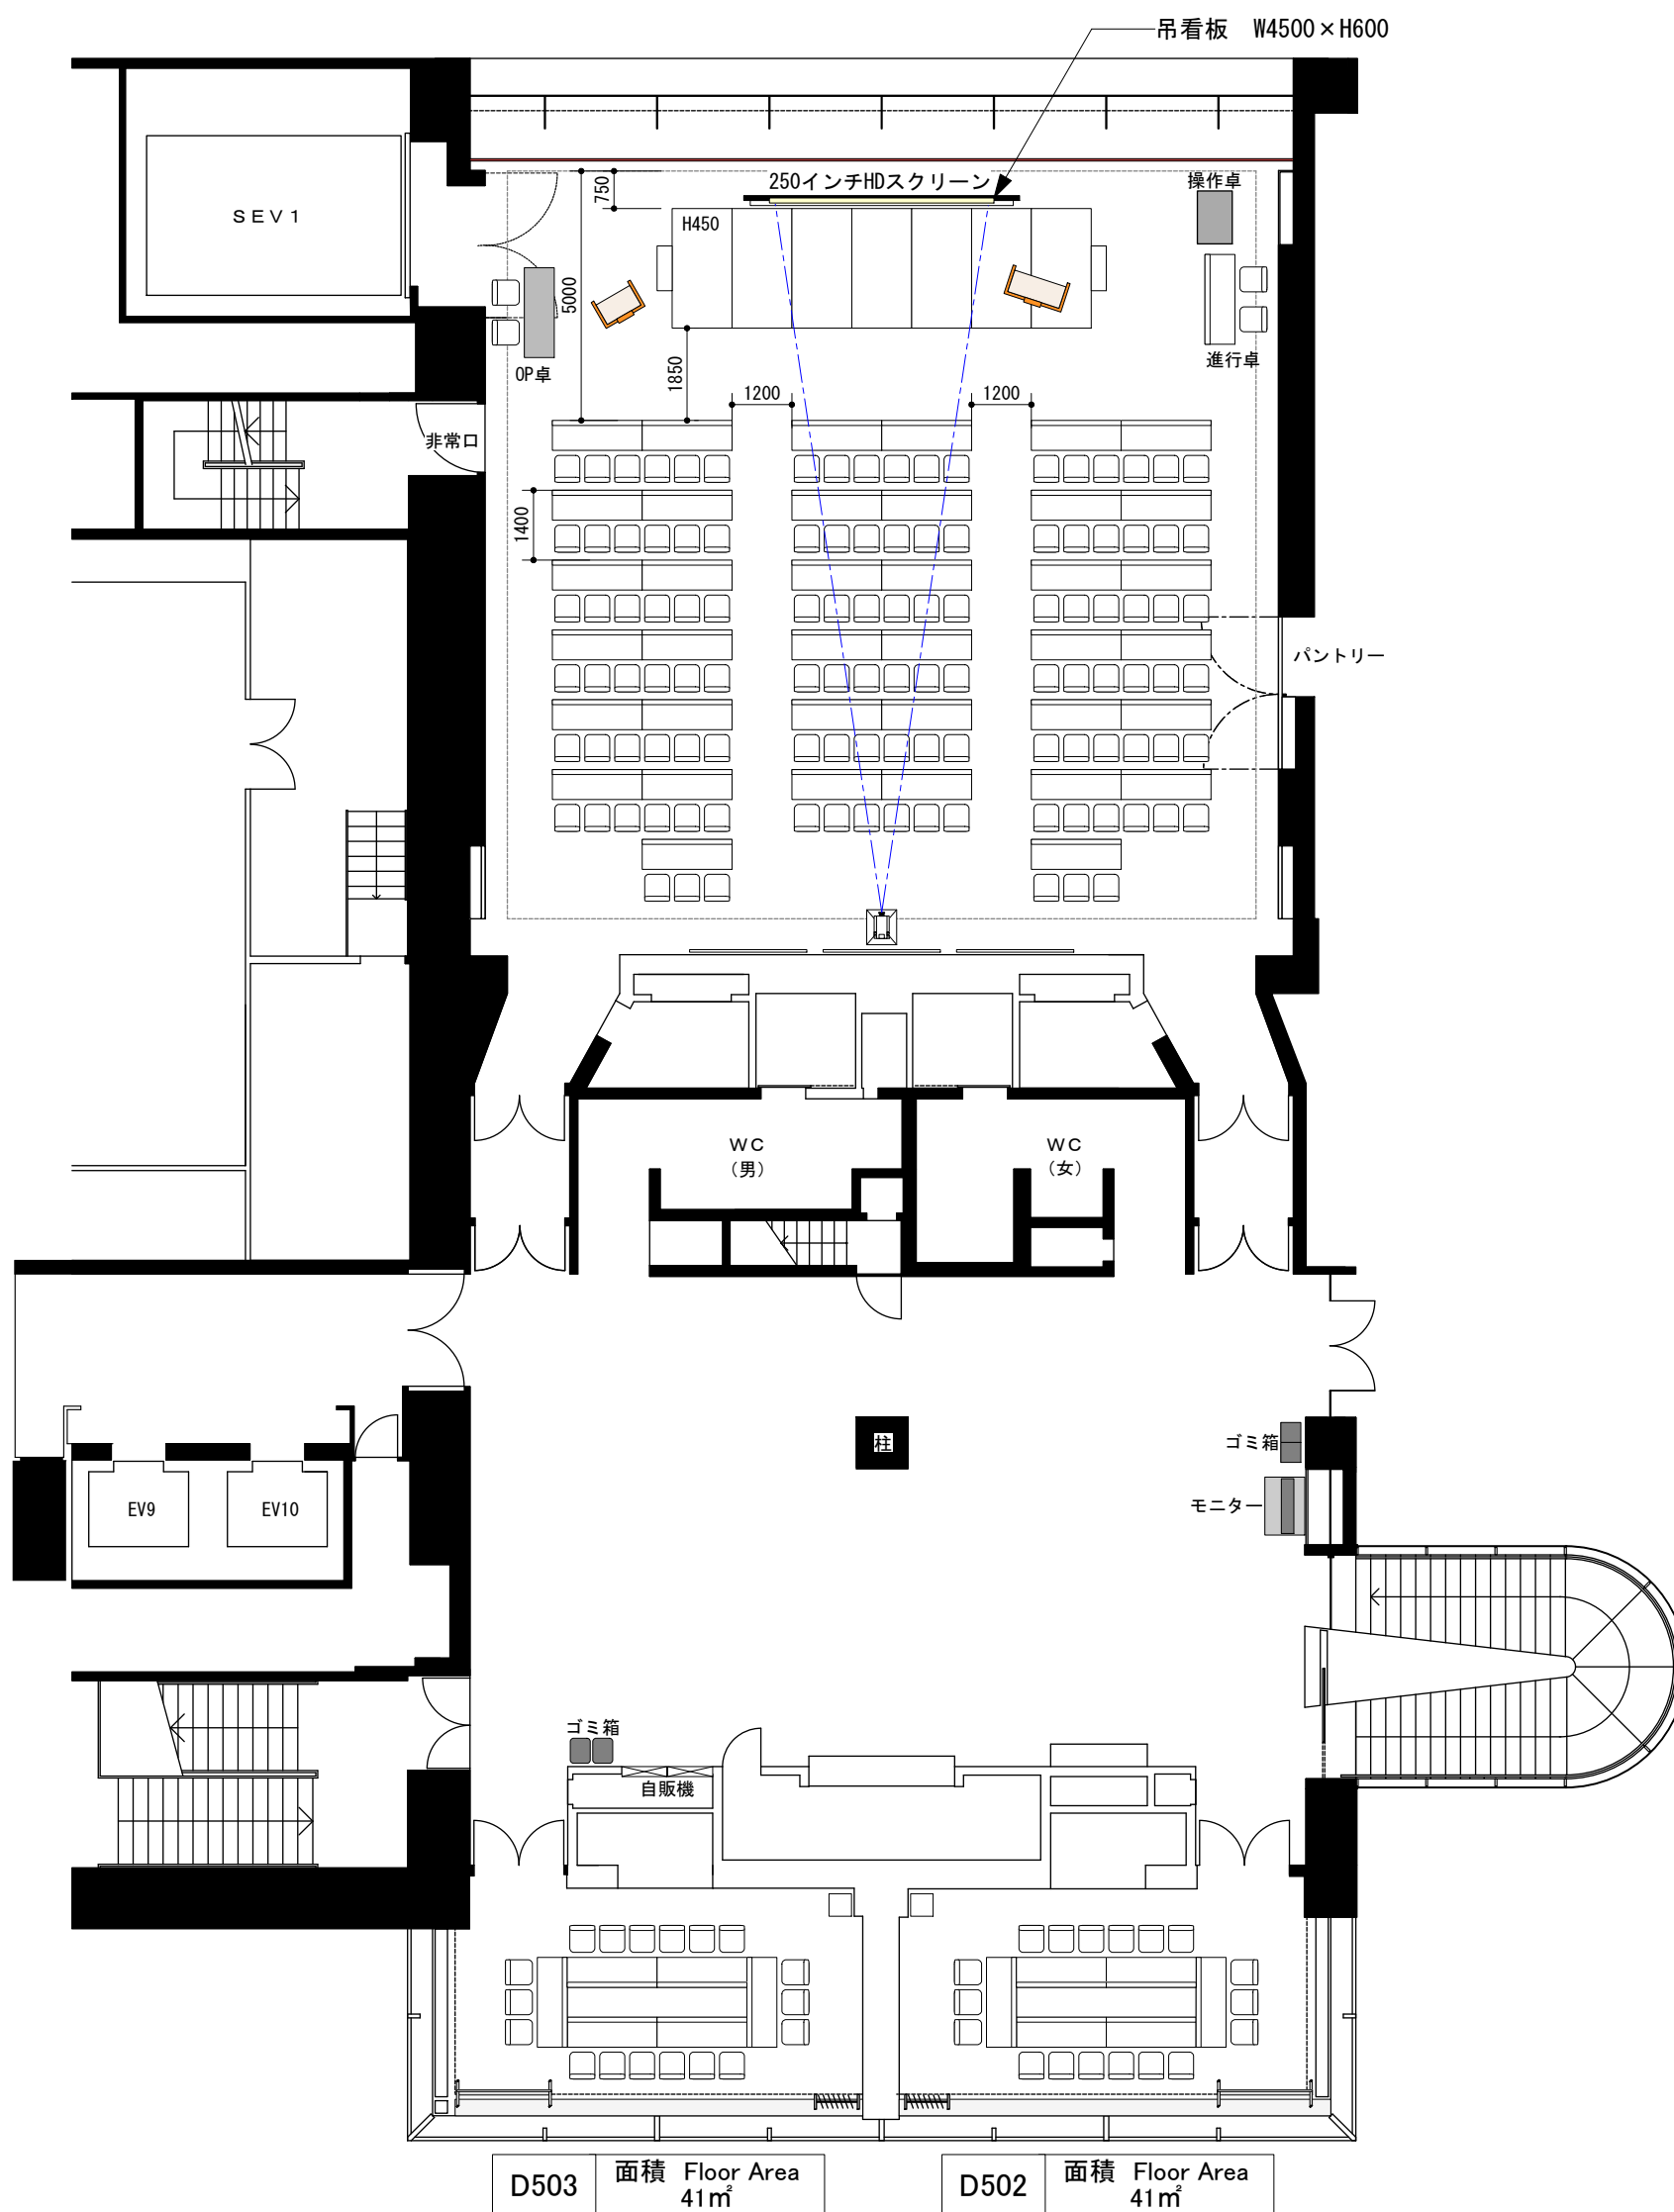 吊看板　W4500×H600
250インチHDスクリーン
操作卓
750
H450
ＳＥＶ１
5000
進行卓
OP卓
1850
1200
1200
非常口
1400
パントリー
ＷＣ
（男）
ＷＣ
（女）
柱
ゴミ箱
モニター
EV9
EV10
ゴミ箱
自販機
D503
面積 Floor Area
41㎡
D502
面積 Floor Area
41㎡